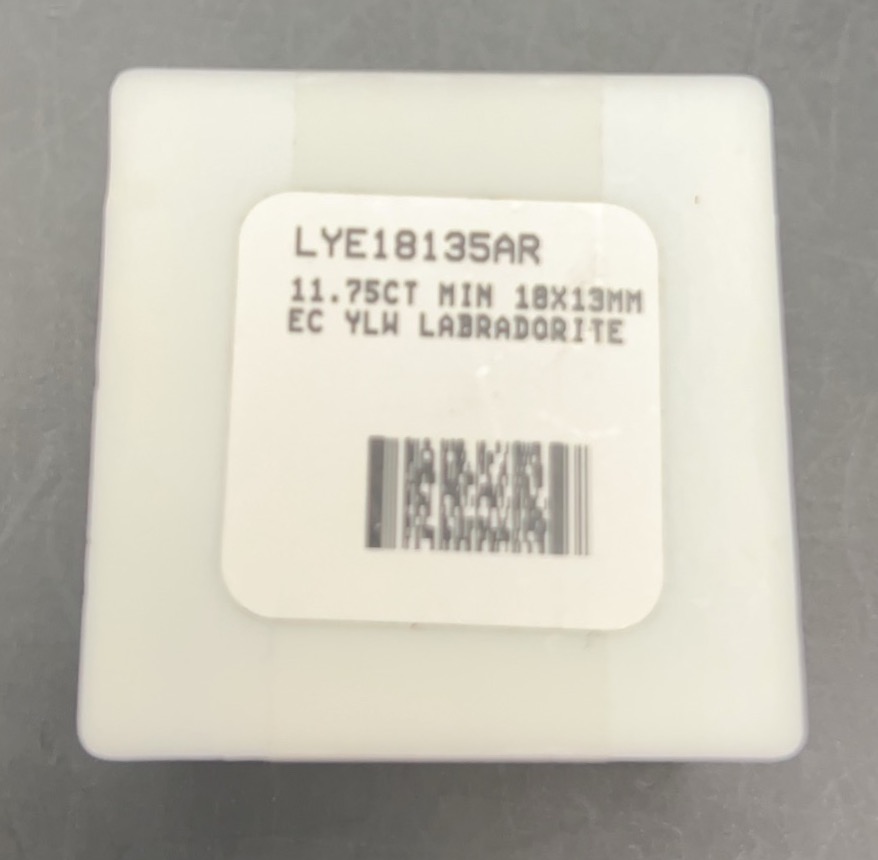 LYE18135AR
11.75CT MIN 18X13MM
EC YLW LABRADORITE